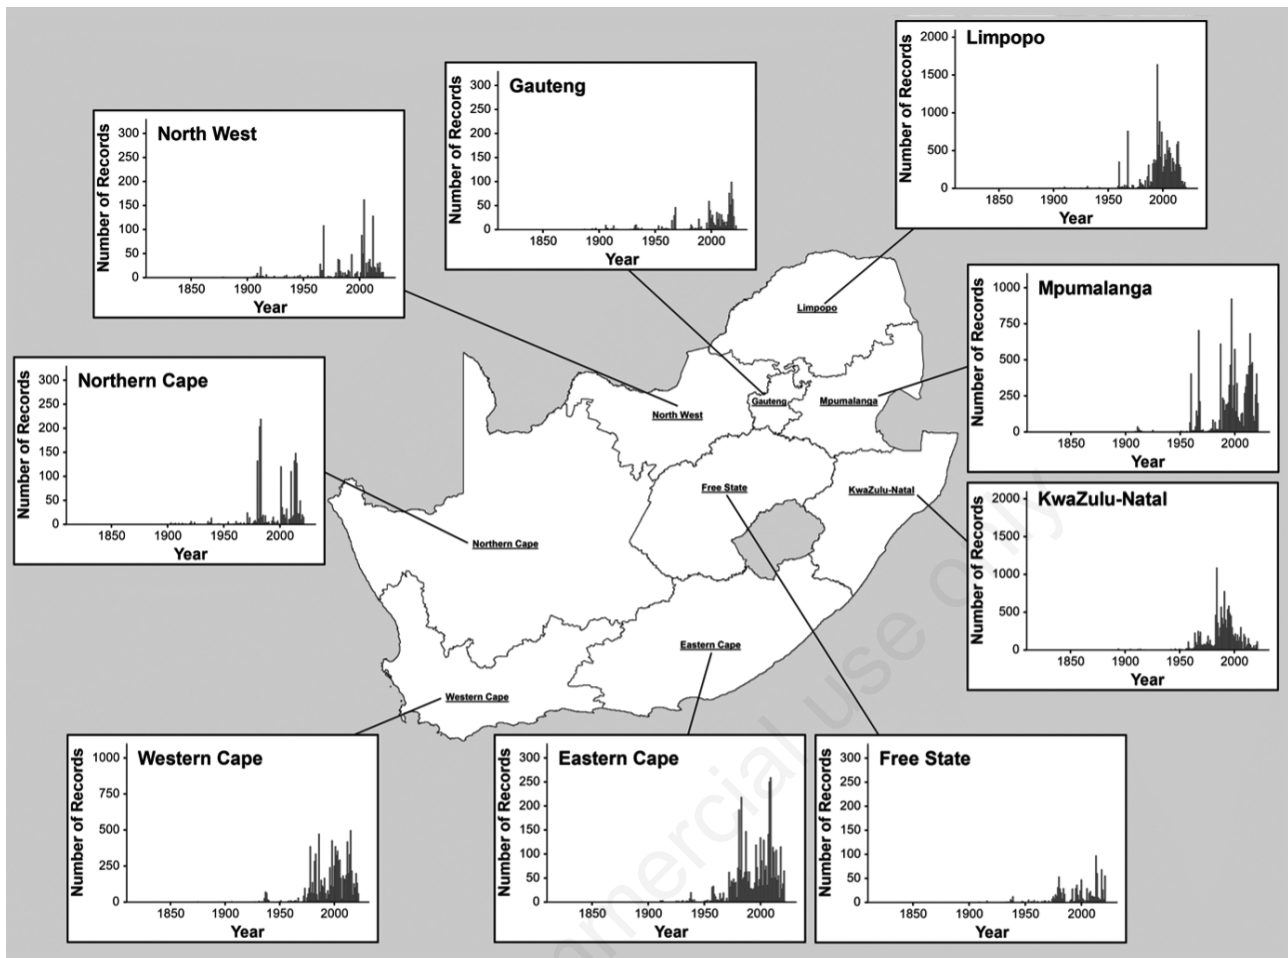 Limpopo
Number of Records
2000
1500
1000
500
0
1850
1900
1950
2000
Year
Gauteng
Number of Records
300
250
200
150
100
50
0
1850
1900
1950
2000
Year
North West
Number of Records
300
250
200
150
100
50
0
1850
1900
1950
2000
Year
Mpumalanga
Number of Records
1000
750
500
250
0
1850
1900
1950
2000
Year
Northern Cape
Number of Records
300
250
200
150
100
50
0
1850
1900
1950
2000
Year
KwaZulu-Natal
Number of Records
2000
1500
1000
500
0
1850
1900
1950
2000
Year
Limpopo
North West
Gauteng
Mpumalanga
Free State
KwaZulu-Natal
Northern Cape
Eastern Cape
Western Cape
Western Cape
Number of Records
1000
750
500
250
0
1850
1900
1950
2000
Year
Eastern Cape
Number of Records
300
250
200
150
100
50
0
1850
1900
1950
2000
Year
Free State
Number of Records
300
250
200
150
100
50
0
1850
1900
1950
2000
Year
mmercial use only